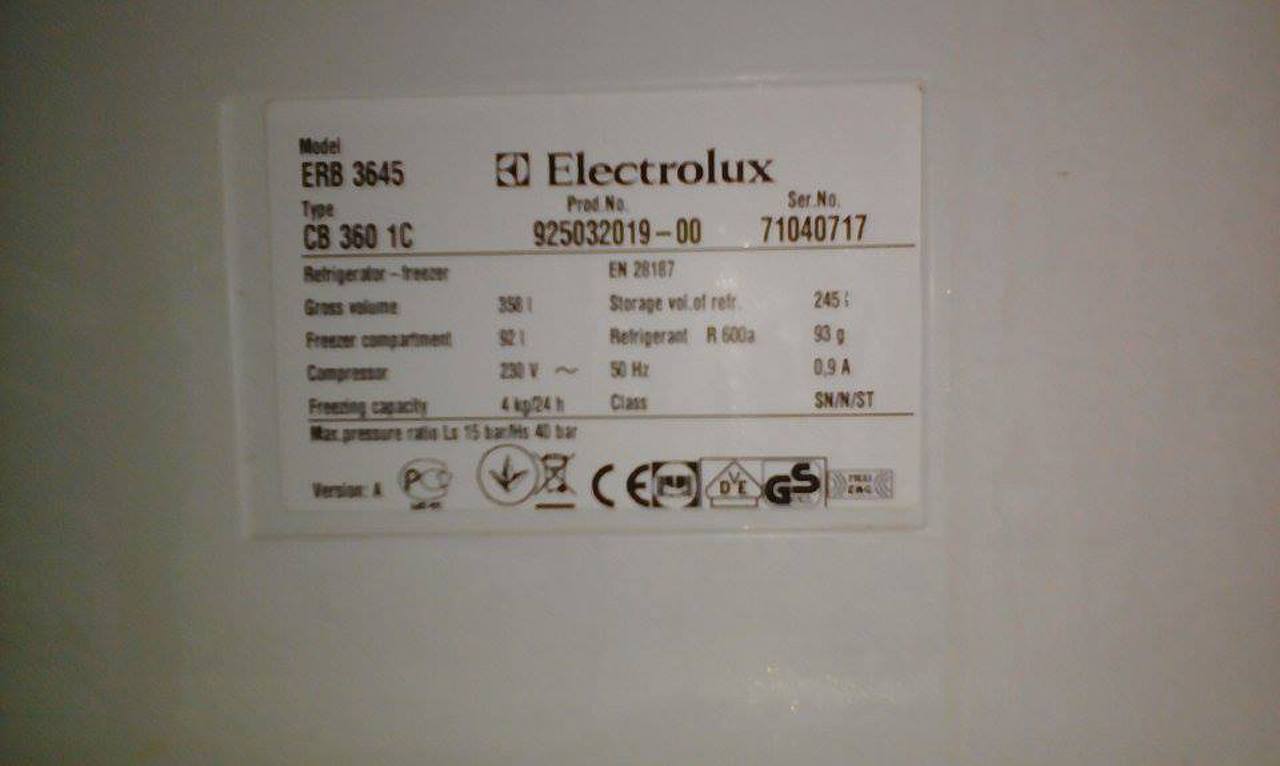 Model
ERB 3645
Electrolux
Type
Prod.No.
Ser.No.
CB 360 1C
925032019-00
71040717
Refrigerator-freezer
EN 28187
Gross volume 358 l
Storage vol.of refr. 245 l
Freezer compartment 92 l
Refrigerant R 600a 93 g
Compressor 230 V ~
50 Hz 0,9 A
Freezing capacity 4 kg/24 h
Class SN/N/ST
Max.pressure ratio Ls 15 bar/Hs 40 bar
Version: A
CE
VDE
GS